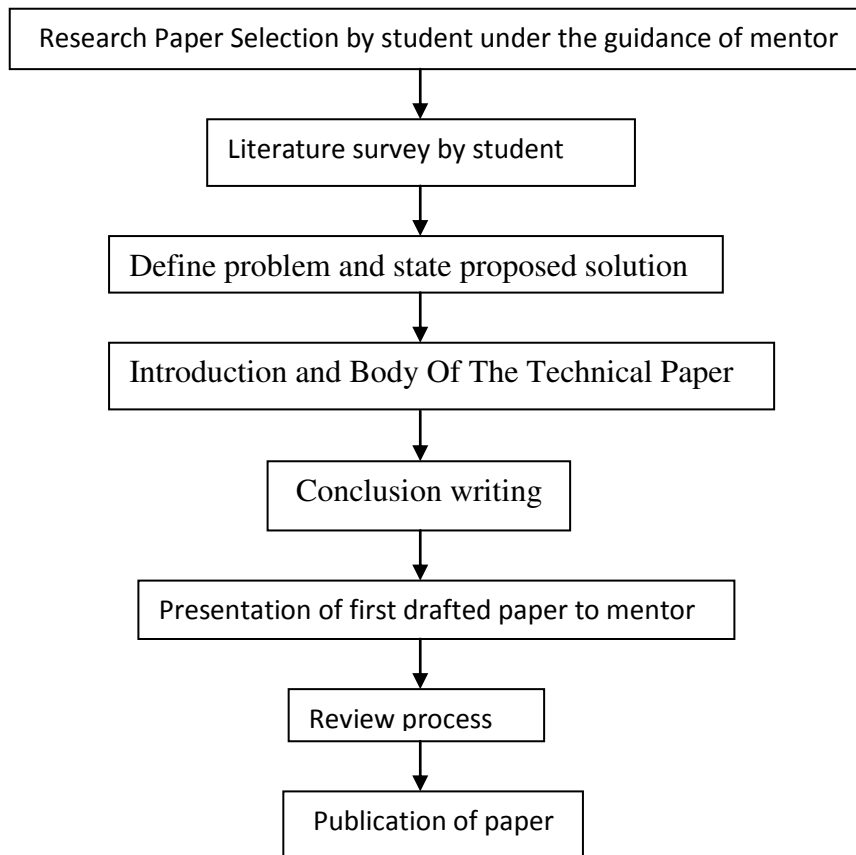 Research Paper Selection by student under the guidance of mentor
Literature survey by student
Define problem and state proposed solution
Introduction and Body Of The Technical Paper
Conclusion writing
Presentation of first drafted paper to mentor
Review process
Publication of paper